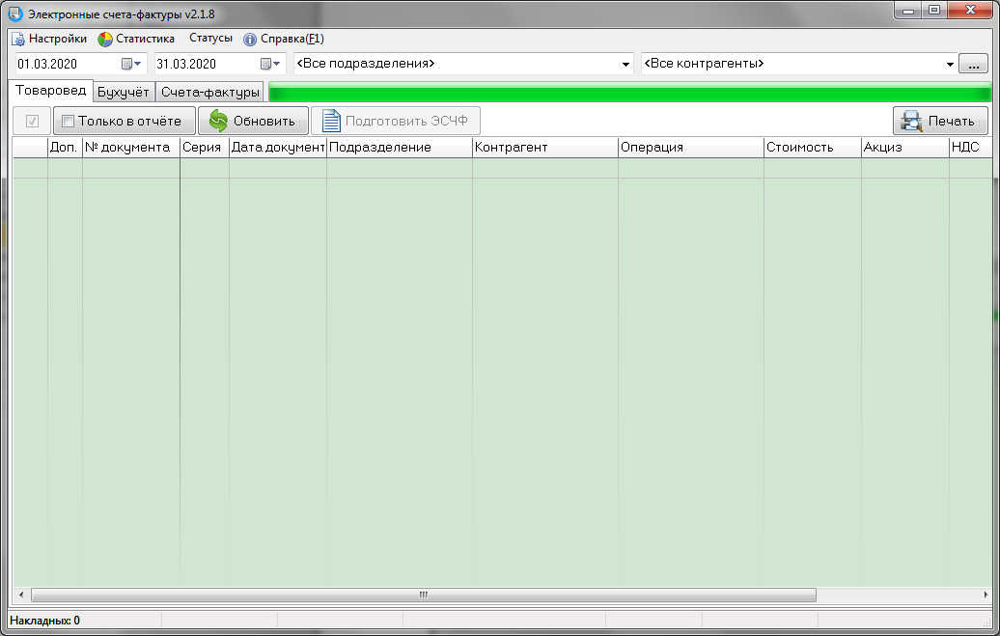 Электронные счета-фактуры v2.1.8
Настройки Статистика Статусы Справка(F1)
01.03.2020 31.03.2020 <Все подразделения> <Все контрагенты> ...
Товаровед Бухучёт Счета-фактуры
Только в отчёте Обновить Подготовить ЭСЧФ Печать
Доп. № документа Серия Дата документ Подразделение Контрагент Операция Стоимость Акциз НДС
Накладных: 0